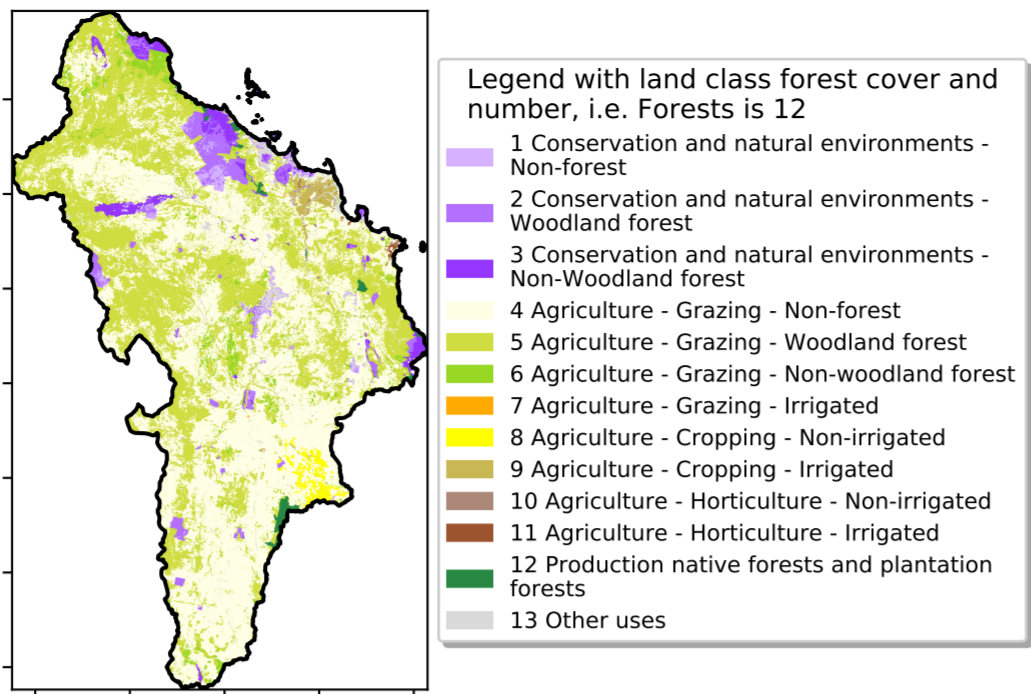 Legend with land class forest cover and
number, i.e. Forests is 12
1 Conservation and natural environments -
Non-forest
2 Conservation and natural environments -
Woodland forest
3 Conservation and natural environments -
Non-Woodland forest
4 Agriculture - Grazing - Non-forest
5 Agriculture - Grazing - Woodland forest
6 Agriculture - Grazing - Non-woodland forest
7 Agriculture - Grazing - Irrigated
8 Agriculture - Cropping - Non-irrigated
9 Agriculture - Cropping - Irrigated
10 Agriculture - Horticulture - Non-irrigated
11 Agriculture - Horticulture - Irrigated
12 Production native forests and plantation
forests
13 Other uses